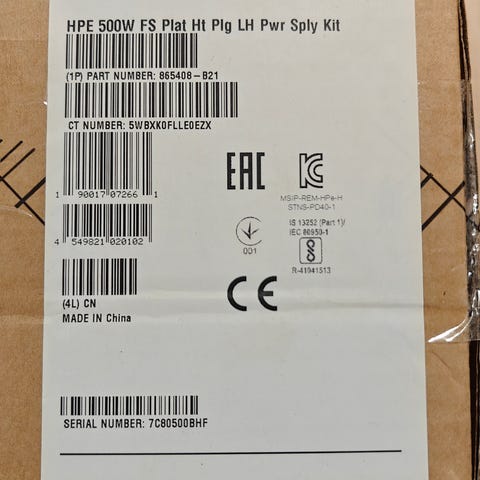 HPE 500W FS Plat Ht Plg LH Pwr Sply Kit
(1P) PART NUMBER: 865408-B21
CT NUMBER: 5WBXK0FLLE0EZX
1 90017 07266 1
EAC
MSIP-REM-HPe-H
STNS-PD40-1
4 549821 020102
001
IS 13252 (Part 1)/
IEC 60950-1
R-41041513
CE
(4L) CN
MADE IN China
SERIAL NUMBER: 7C80500BHF